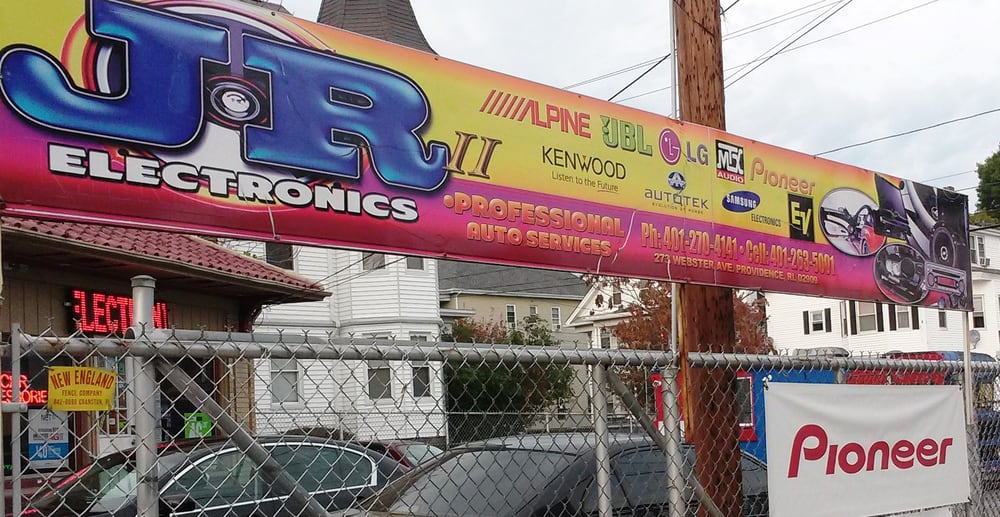 JR II
ELECTRONICS
ALPINE
JBL
LG
MTX
AUDIO
Pioneer
KENWOOD
Listen to the Future
AUTOTEK
SAMSUNG
ELECTRONICS
EV
•PROFESSIONAL
AUTO SERVICES
Ph: 401-270-4141 • Cell: 401-263-5001
273 WEBSTER AVE. PROVIDENCE, RI. 02909
ELECTRON
NEW ENGLAND
FENCE COMPANY
Pioneer